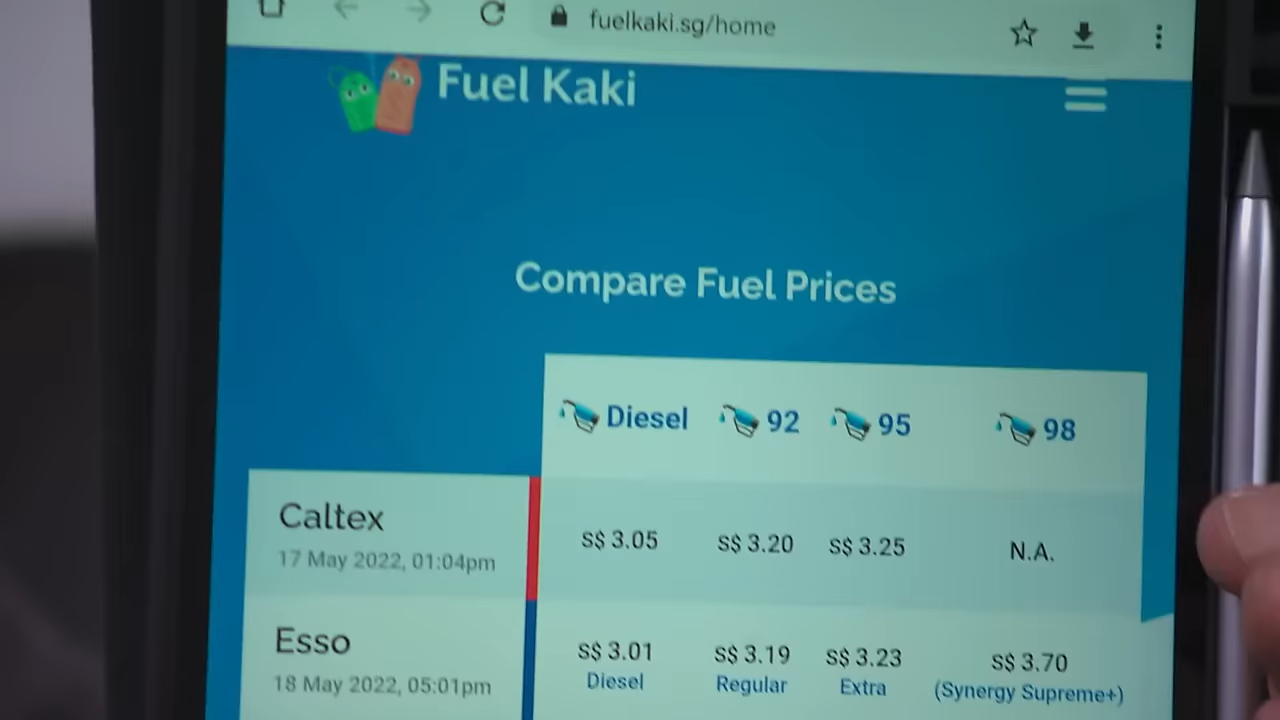 fuelkaki.sg/home
Fuel Kaki
Compare Fuel Prices
Diesel 92 95 98
Caltex
17 May 2022, 01:04pm
S$ 3.05 S$ 3.20 S$ 3.25 N.A.
Esso
18 May 2022, 05:01pm
S$ 3.01 S$ 3.19 S$ 3.23 S$ 3.70
Diesel Regular Extra (Synergy Supreme+)